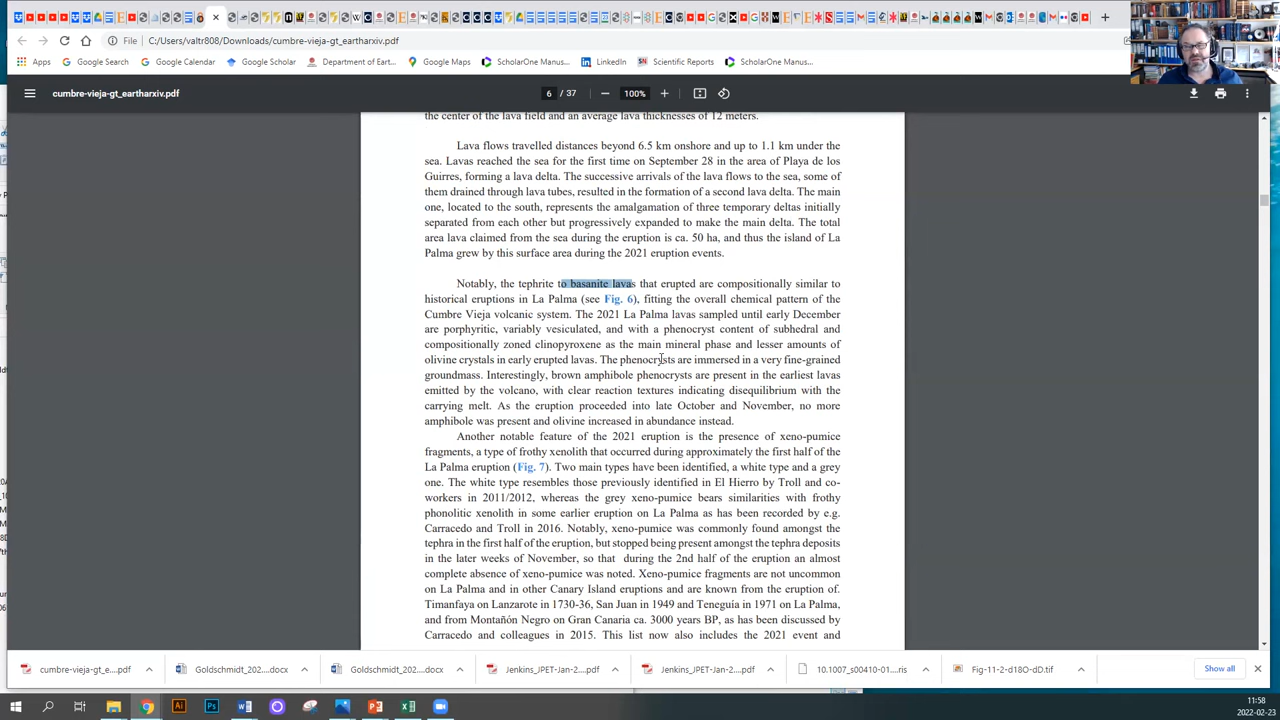 File
C:/Users/valtr808/Downloads/cumbre-vieja-gt_eartharxiv.pdf
Apps
Google Search
Google Calendar
Google Scholar
Department of Eart...
Google Maps
ScholarOne Manus...
LinkedIn
Scientific Reports
ScholarOne Manus...
cumbre-vieja-gt_eartharxiv.pdf
6 / 37
100%
the center of the lava field and an average lava thicknesses of 12 meters.
Lava flows travelled distances beyond 6.5 km onshore and up to 1.1 km under the
sea. Lavas reached the sea for the first time on September 28 in the area of Playa de los
Guirres, forming a lava delta. The successive arrivals of the lava flows to the sea, some of
them drained through lava tubes, resulted in the formation of a second lava delta. The main
one, located to the south, represents the amalgamation of three temporary deltas initially
separated from each other but progressively expanded to make the main delta. The total
area lava claimed from the sea during the eruption is ca. 50 ha, and thus the island of La
Palma grew by this surface area during the 2021 eruption events.
Notably, the tephrite to basanite lavas that erupted are compositionally similar to
historical eruptions in La Palma (see Fig. 6), fitting the overall chemical pattern of the
Cumbre Vieja volcanic system. The 2021 La Palma lavas sampled until early December
are porphyritic, variably vesiculated, and with a phenocryst content of subhedral and
compositionally zoned clinopyroxene as the main mineral phase and lesser amounts of
olivine crystals in early erupted lavas. The phenocrysts are immersed in a very fine-grained
groundmass. Interestingly, brown amphibole phenocrysts are present in the earliest lavas
emitted by the volcano, with clear reaction textures indicating disequilibrium with the
carrying melt. As the eruption proceeded into late October and November, no more
amphibole was present and olivine increased in abundance instead.
Another notable feature of the 2021 eruption is the presence of xeno-pumice
fragments, a type of frothy xenolith that occurred during approximately the first half of the
La Palma eruption (Fig. 7). Two main types have been identified, a white type and a grey
one. The white type resembles those previously identified in El Hierro by Troll and co-
workers in 2011/2012, whereas the grey xeno-pumice bears similarities with frothy
phonolitic xenolith in some earlier eruption on La Palma as has been recorded by e.g.
Carracedo and Troll in 2016. Notably, xeno-pumice was commonly found amongst the
tephra in the first half of the eruption, but stopped being present amongst the tephra deposits
in the later weeks of November, so that during the 2nd half of the eruption an almost
complete absence of xeno-pumice was noted. Xeno-pumice fragments are not uncommon
on La Palma and in other Canary Island eruptions and are known from the eruption of.
Timanfaya on Lanzarote in 1730-36, San Juan in 1949 and Teneguía in 1971 on La Palma,
and from Montañón Negro on Gran Canaria ca. 3000 years BP, as has been discussed by
Carracedo and colleagues in 2015. This list now also includes the 2021 event and
cumbre-vieja-gt_e....pdf
Goldschmidt_202....docx
Goldschmidt_202....docx
Jenkins_JPET-Jan-2....pdf
Jenkins_JPET-Jan-2....pdf
10.1007_s00410-01....ris
Fig-11-2-d18O-dD.tif
Show all
11:58
2022-02-23